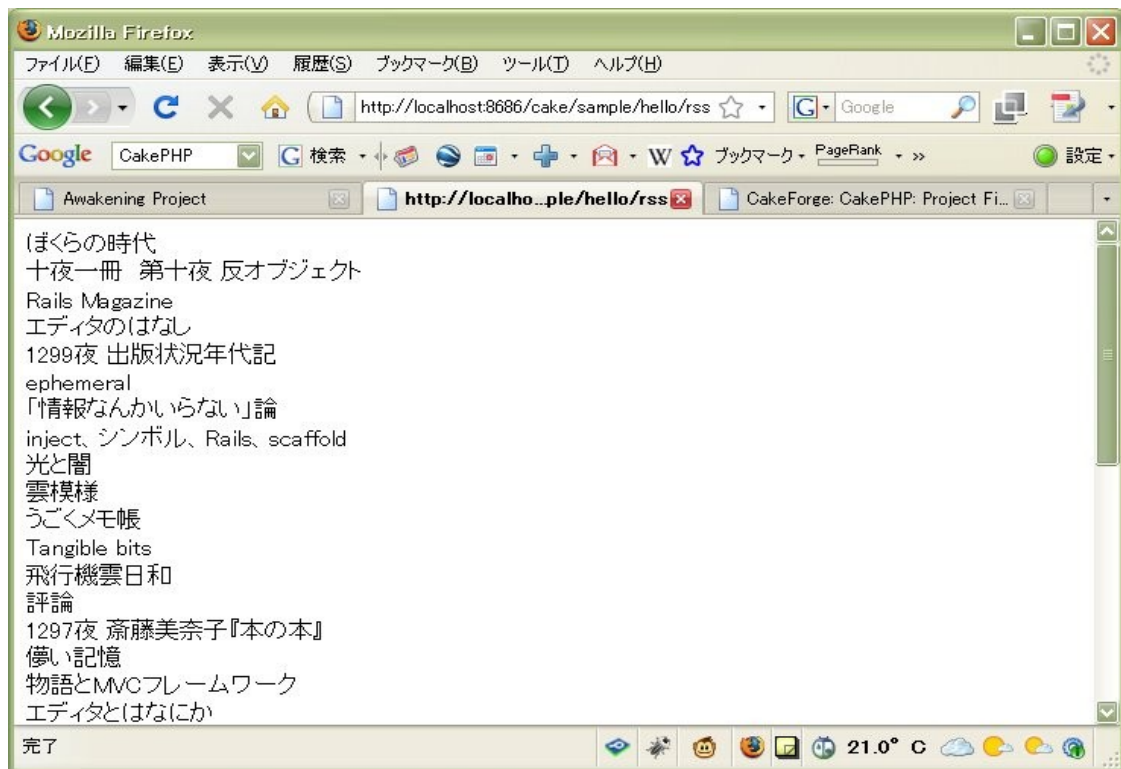 Mozilla Firefox
ファイル(F) 編集(E) 表示(V) 履歴(S) ブックマーク(B) ツール(T) ヘルプ(H)
http://localhost:8686/cake/sample/hello/rss G Google
Google CakePHP G 検索 W ブックマーク PageRank » 設定
Awakening Project http://localho...ple/hello/rss CakeForge: CakePHP: Project Fi...
ぼくらの時代
十夜一冊 第十夜 反オブジェクト
Rails Magazine
エディタのはなし
1299夜 出版状況年代記
ephemeral
「情報なんかいらない」論
inject、シンボル、Rails、scaffold
光と闇
雲模様
うごくメモ帳
Tangible bits
飛行機雲日和
評論
1297夜 斎藤美奈子『本の本』
儚い記憶
物語とMVCフレームワーク
エディタとはなにか
完了 21.0° C